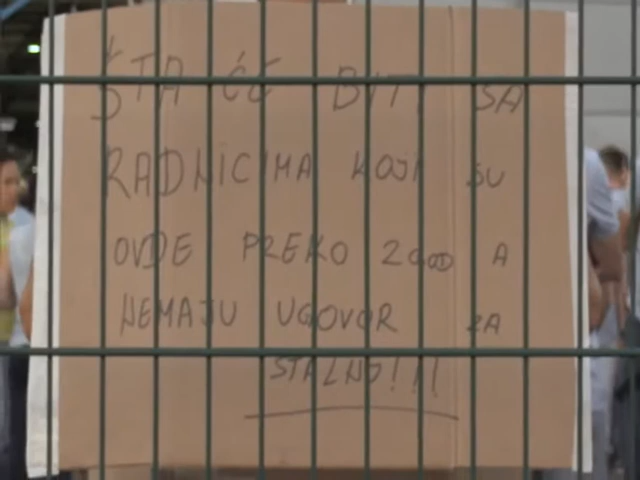 ŠTA ĆE BITI SA
RADNICIMA KOJI SU
OVDE PREKO 2000 A
NEMAJU UGOVOR ZA
STALNO!!!